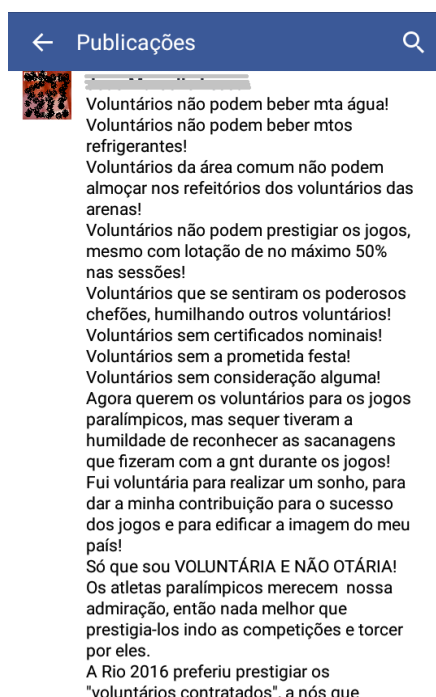 Publicações
Voluntários não podem beber mta água!
Voluntários não podem beber mtos
refrigerantes!
Voluntários da área comum não podem
almoçar nos refeitórios dos voluntários das
arenas!
Voluntários não podem prestigiar os jogos,
mesmo com lotação de no máximo 50%
nas sessões!
Voluntários que se sentiram os poderosos
chefões, humilhando outros voluntários!
Voluntários sem certificados nominais!
Voluntários sem a prometida festa!
Voluntários sem consideração alguma!
Agora querem os voluntários para os jogos
paralímpicos, mas sequer tiveram a
humildade de reconhecer as sacanagens
que fizeram com a gnt durante os jogos!
Fui voluntária para realizar um sonho, para
dar a minha contribuição para o sucesso
dos jogos e para edificar a imagem do meu
país!
Só que sou VOLUNTÁRIA E NÃO OTÁRIA!
Os atletas paralímpicos merecem  nossa
admiração, então nada melhor que
prestigia-los indo as competições e torcer
por eles.
A Rio 2016 preferiu prestigiar os
"voluntários contratados", a nós que